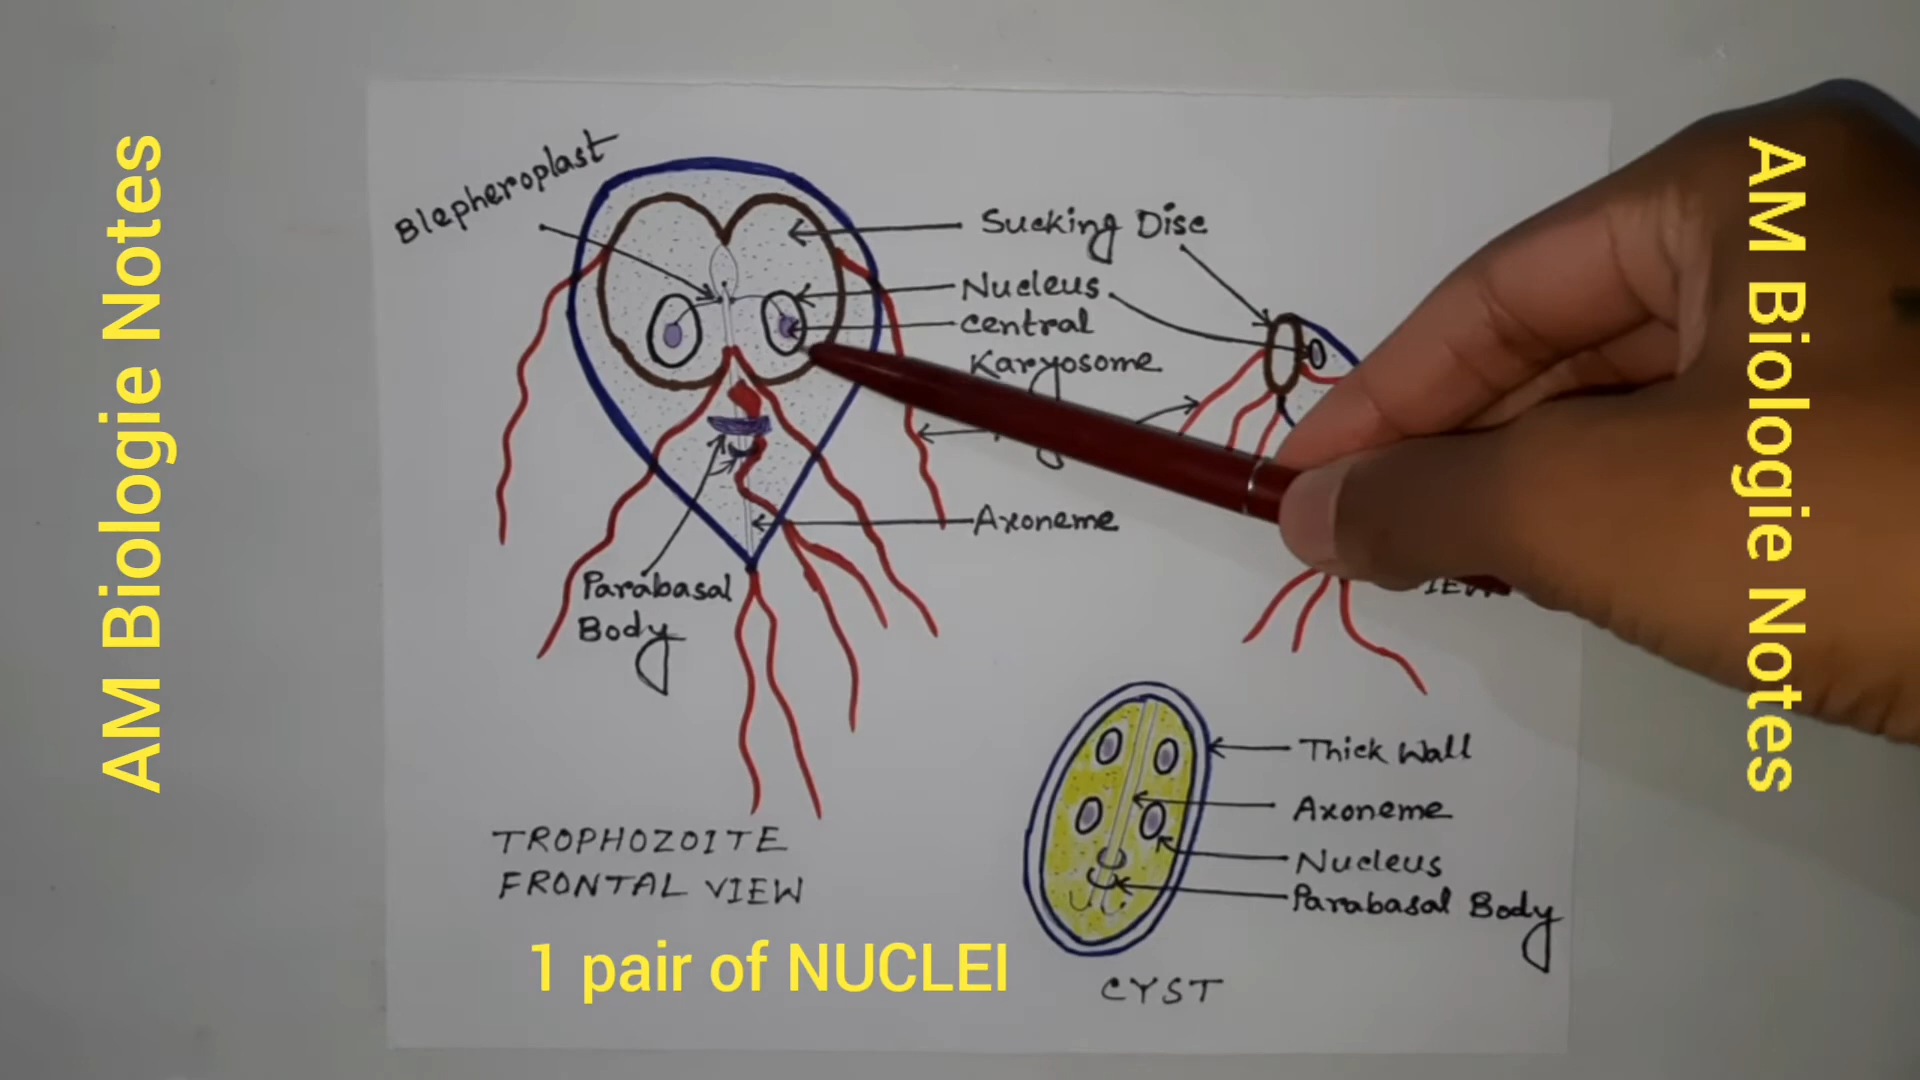 AM Biologie Notes
Blepheroplast
Sucking Disc
Nucleus
Central
Karyosome
Axoneme
Parabasal
Body
TROPHOZOITE
FRONTAL VIEW
Thick Wall
Axoneme
Nucleus
Parabasal Body
CYST
1 pair of NUCLEI
AM Biologie Notes